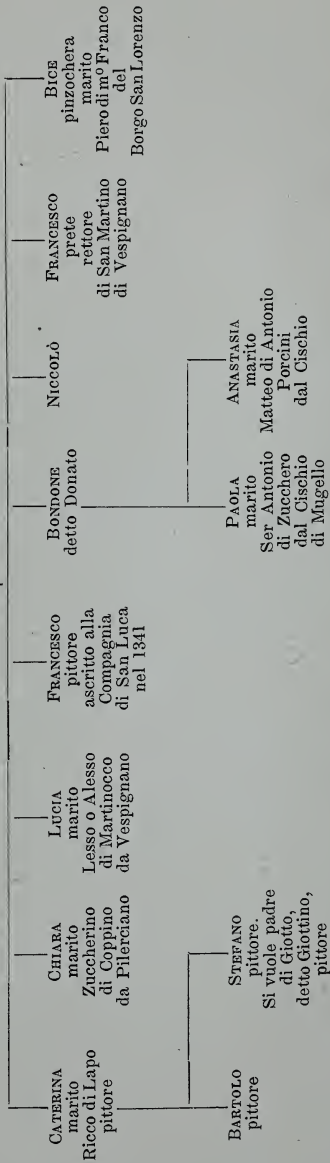 CATERINA
marito
Ricco di Lapo
pittore
CHIARA
marito
Zuccherino
di Coppino
da Pilerciano
LUCIA
marito
Lesso o Alesso
di Martinocco
da Vespignano
FRANCESCO
pittore
ascritto alla
Compagnia
di San Luca
nel 1341
BONDONE
detto Donato
NICCOLÒ
FRANCESCO
prete
rettore
di San Martino
di Vespignano
BICE
pinzochera
marito
Piero di mº Franco
del
Borgo San Lorenzo
BARTOLO
pittore
STEFANO
pittore.
Si vuole padre
di Giotto,
detto Giottino,
pittore
PAOLA
marito
Ser Antonio
di Zucchero
dal Cischio
di Mugello
ANASTASIA
marito
Matteo di Antonio
Porcini
dal Cischio